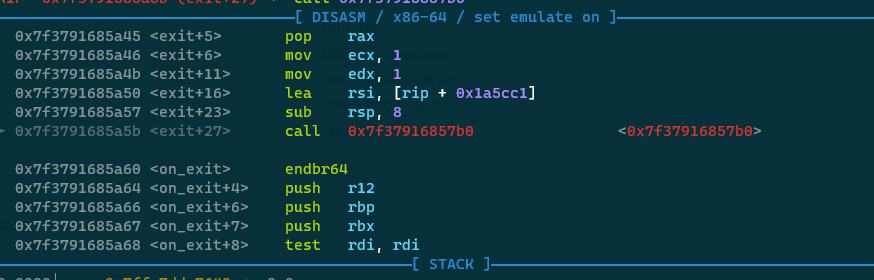 [ DISASM / x86-64 / set emulate on ]
0x7f3791685a45 <exit+5> pop rax
0x7f3791685a46 <exit+6> mov ecx, 1
0x7f3791685a4b <exit+11> mov edx, 1
0x7f3791685a50 <exit+16> lea rsi, [rip + 0x1a5cc1]
0x7f3791685a57 <exit+23> sub rsp, 8
0x7f3791685a5b <exit+27> call 0x7f37916857b0 <0x7f37916857b0>
0x7f3791685a60 <on_exit> endbr64
0x7f3791685a64 <on_exit+4> push r12
0x7f3791685a66 <on_exit+6> push rbp
0x7f3791685a67 <on_exit+7> push rbx
0x7f3791685a68 <on_exit+8> test rdi, rdi
[ STACK ]